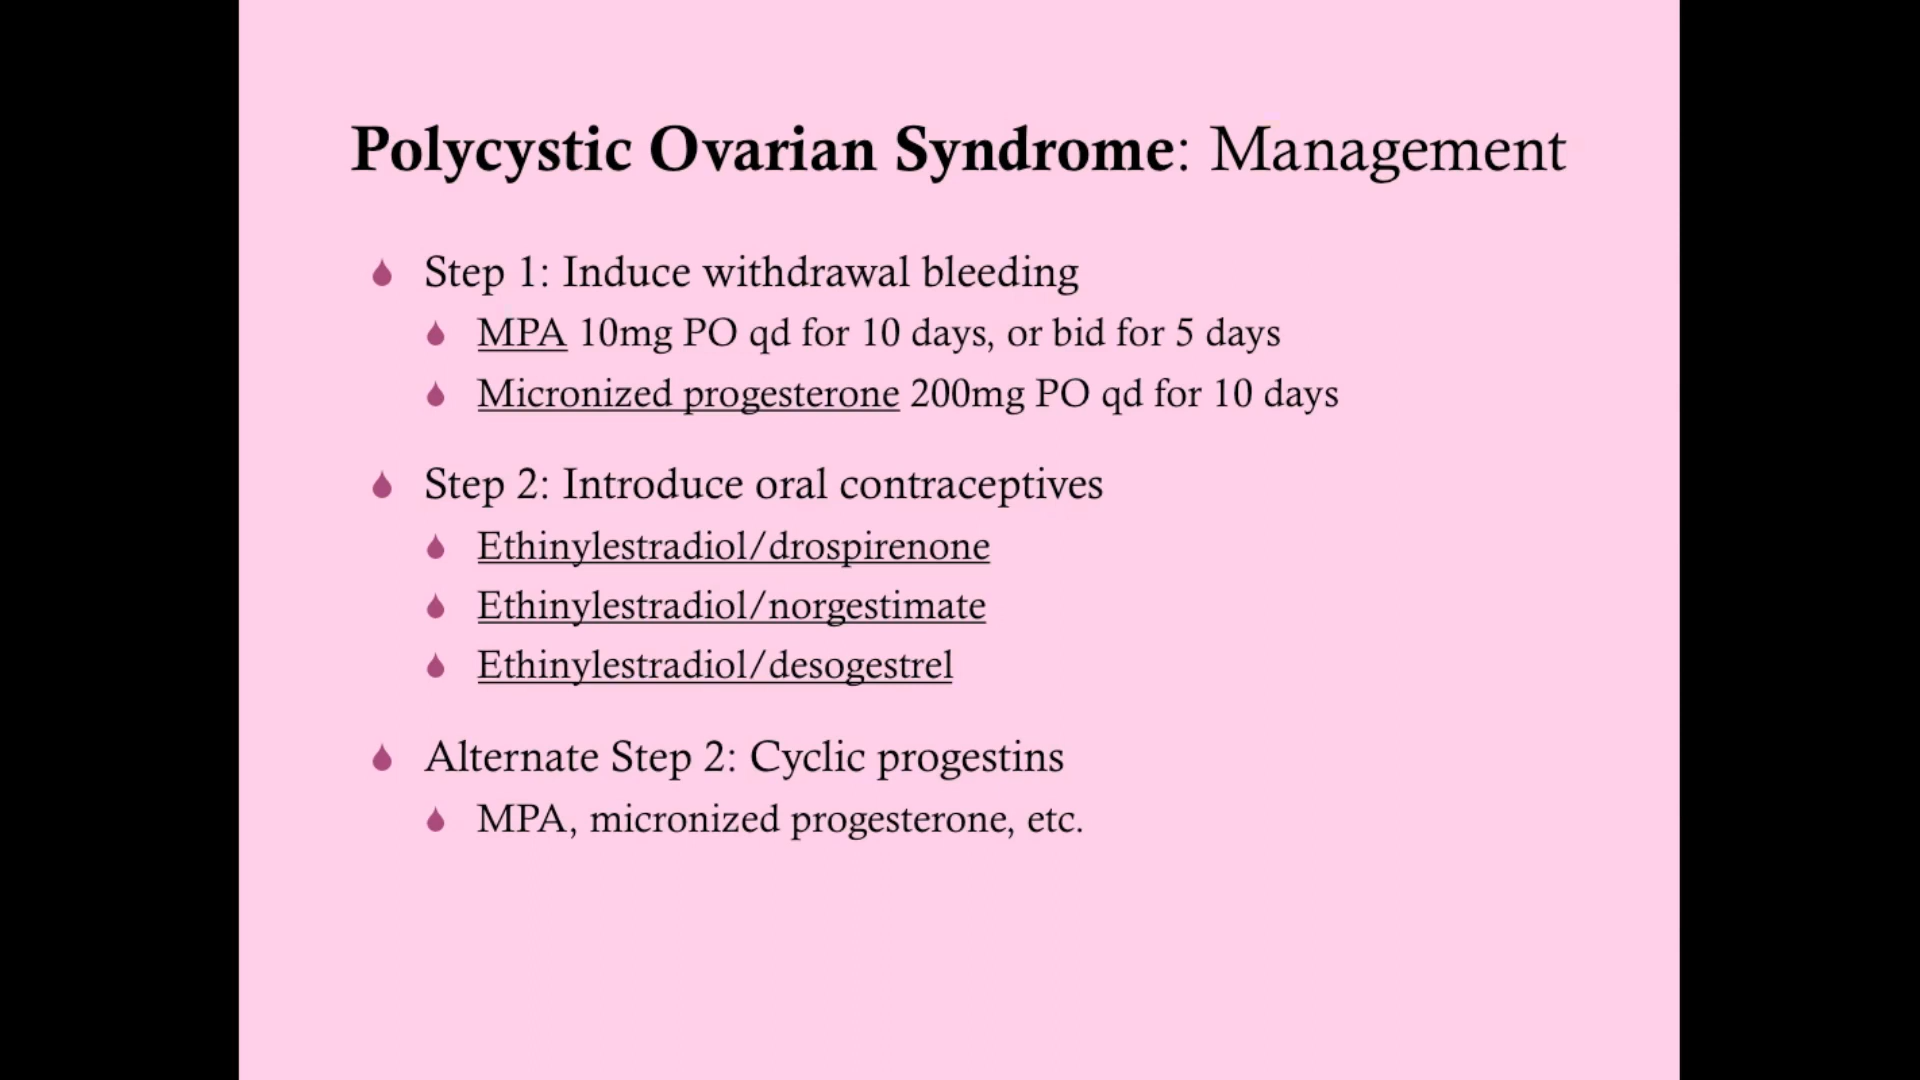 Polycystic Ovarian Syndrome: Management
Step 1: Induce withdrawal bleeding
MPA 10mg PO qd for 10 days, or bid for 5 days
Micronized progesterone 200mg PO qd for 10 days
Step 2: Introduce oral contraceptives
Ethinylestradiol/drospirenone
Ethinylestradiol/norgestimate
Ethinylestradiol/desogestrel
Alternate Step 2: Cyclic progestins
MPA, micronized progesterone, etc.